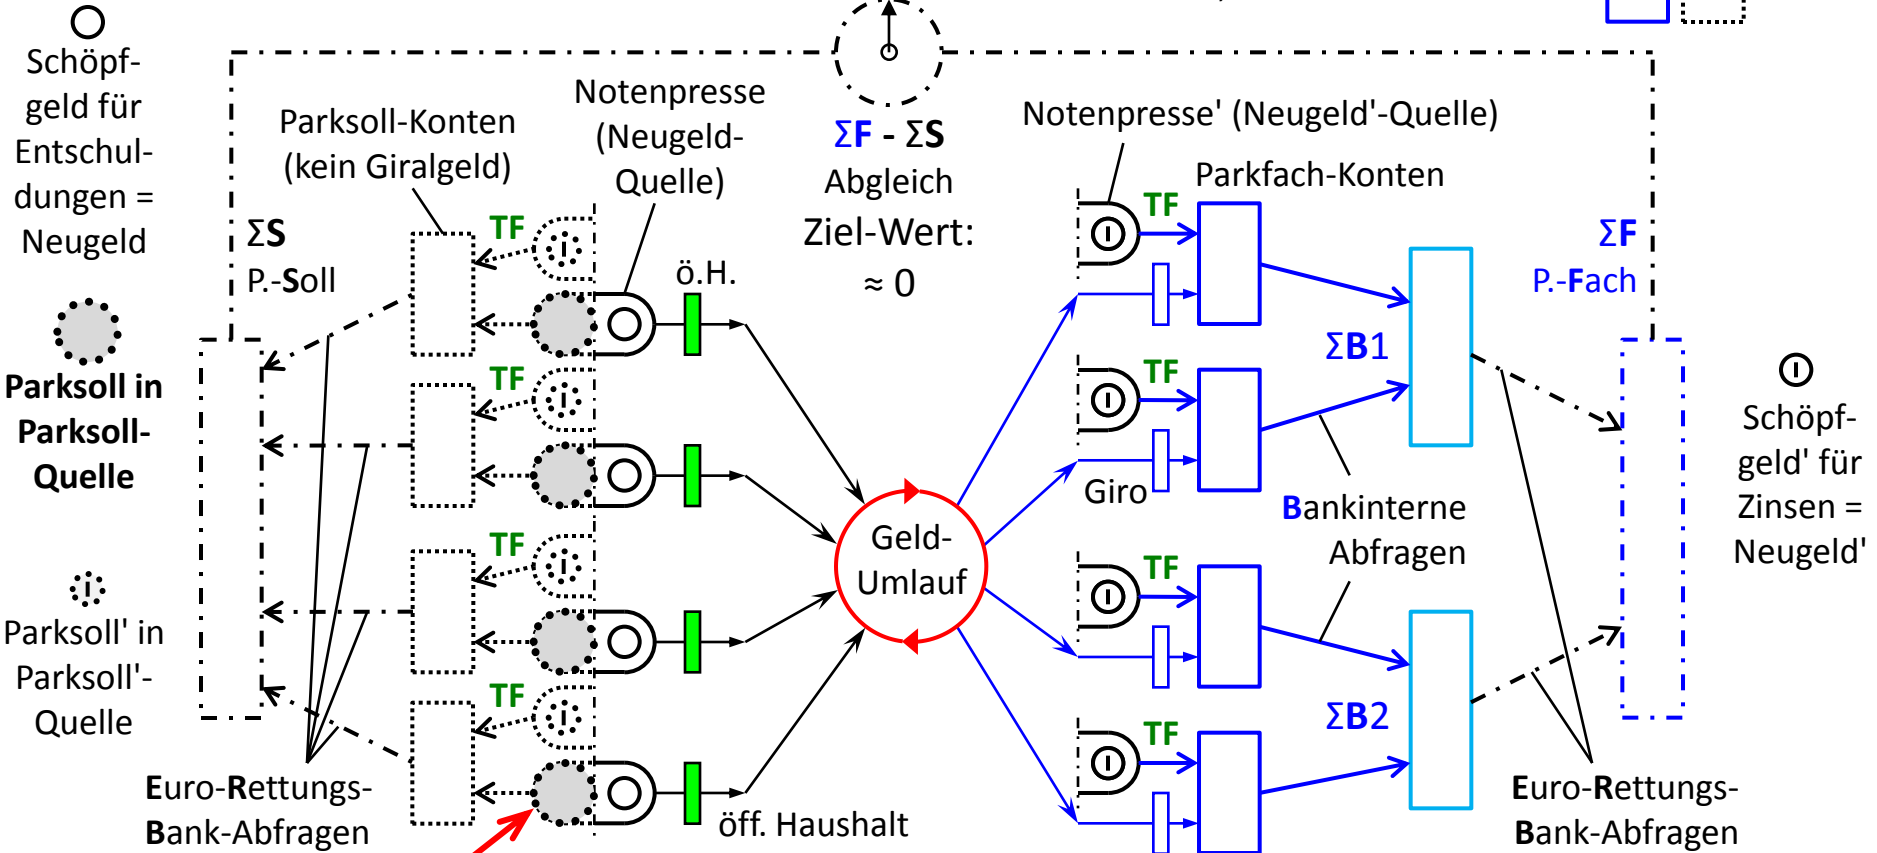 Schöpf-
geld für
Entschul-
dungen =
Neugeld
Parksoll in
Parksoll-
Quelle
Parksoll' in
Parksoll'-
Quelle
ΣS
P.-Soll
Parksoll-Konten
(kein Giralgeld)
Notenpresse
(Neugeld-
Quelle)
TF
TF
TF
TF
ö.H.
öff. Haushalt
Euro-Rettungs-
Bank-Abfragen
ΣF - ΣS
Abgleich
Ziel-Wert:
≈ 0
Geld-
Umlauf
Notenpresse' (Neugeld'-Quelle)
Parkfach-Konten
TF
TF
TF
TF
Giro
ΣB1
Bankinterne
Abfragen
ΣB2
ΣF
P.-Fach
Schöpf-
geld' für
Zinsen =
Neugeld'
Euro-Rettungs-
Bank-Abfragen